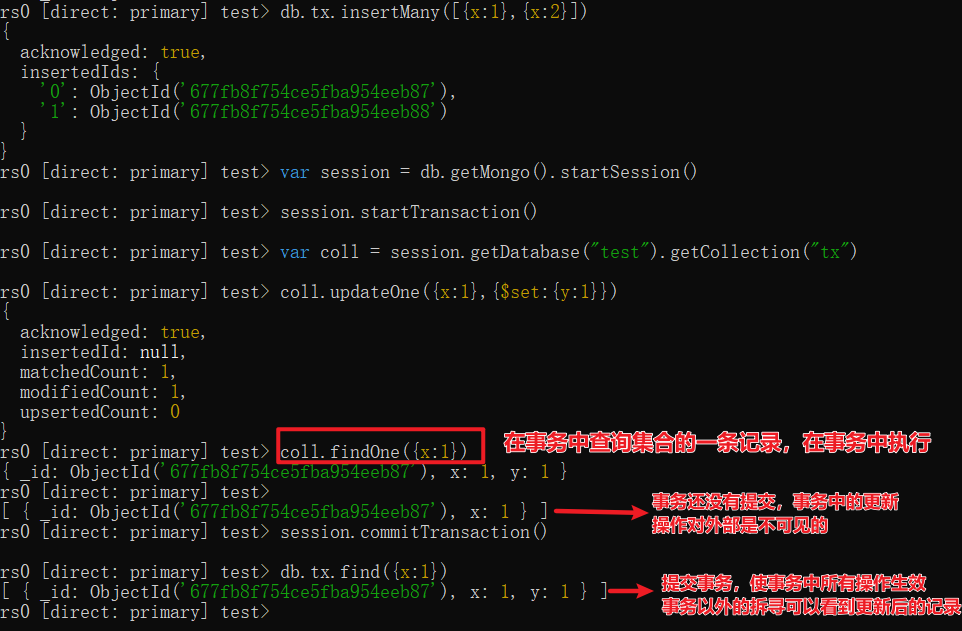 rs0 [direct: primary] test> db.tx.insertMany([{x:1},{x:2}])
{
  acknowledged: true,
  insertedIds: {
    '0': ObjectId('677fb8f754ce5fba954eeb87'),
    '1': ObjectId('677fb8f754ce5fba954eeb88')
  }
}
rs0 [direct: primary] test> var session = db.getMongo().startSession()
rs0 [direct: primary] test> session.startTransaction()
rs0 [direct: primary] test> var coll = session.getDatabase("test").getCollection("tx")
rs0 [direct: primary] test> coll.updateOne({x:1},{$set:{y:1}})
{
  acknowledged: true,
  insertedId: null,
  matchedCount: 1,
  modifiedCount: 1,
  upsertedCount: 0
}
rs0 [direct: primary] test> coll.findOne({x:1})
在事务中查询集合的一条记录，在事务中执行
{ _id: ObjectId('677fb8f754ce5fba954eeb87'), x: 1, y: 1 }
rs0 [direct: primary] test>
[ { _id: ObjectId('677fb8f754ce5fba954eeb87'), x: 1 } ]
事务还没有提交，事务中的更新
操作对外部是不可见的
rs0 [direct: primary] test> session.commitTransaction()
rs0 [direct: primary] test> db.tx.find({x:1})
[ { _id: ObjectId('677fb8f754ce5fba954eeb87'), x: 1, y: 1 } ]
提交事务，使事务中所有操作生效
事务以外的拆寻可以看到更新后的记录
rs0 [direct: primary] test>